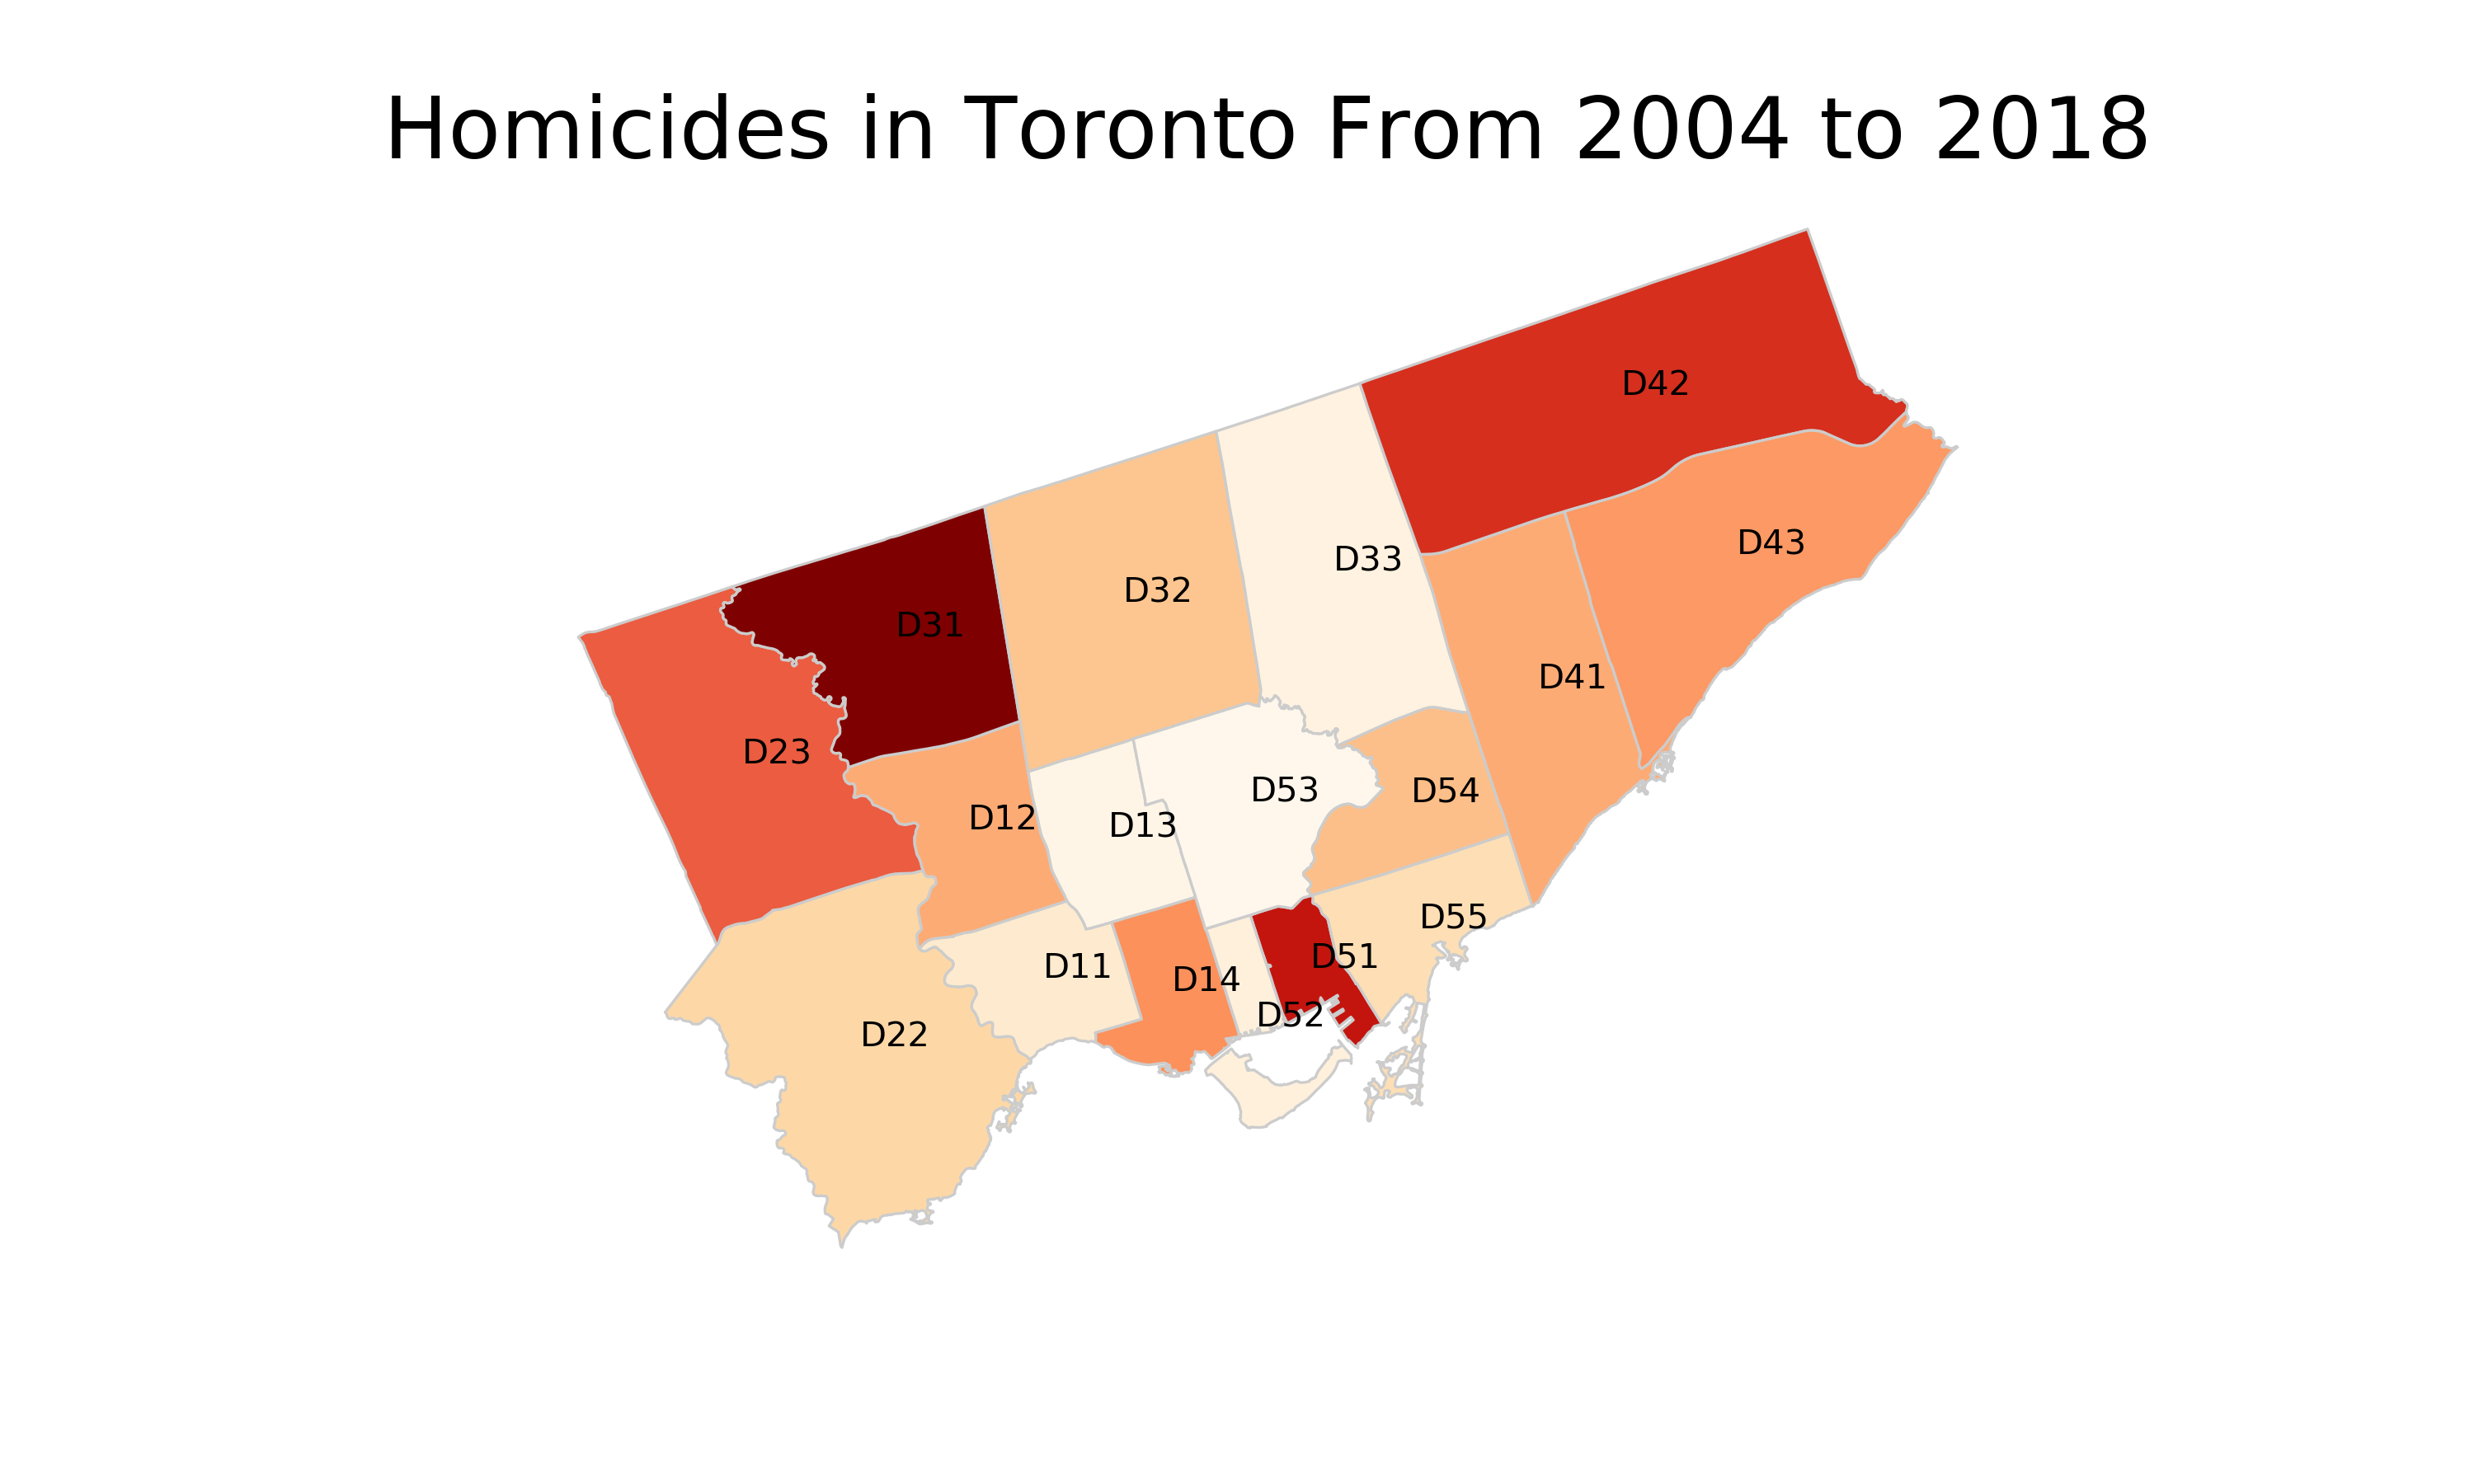 Homicides in Toronto From 2004 to 2018
D42
D43
D33
D32
D31
D41
D23
D53
D54
D12
D13
D55
D51
D11
D14
D52
D22